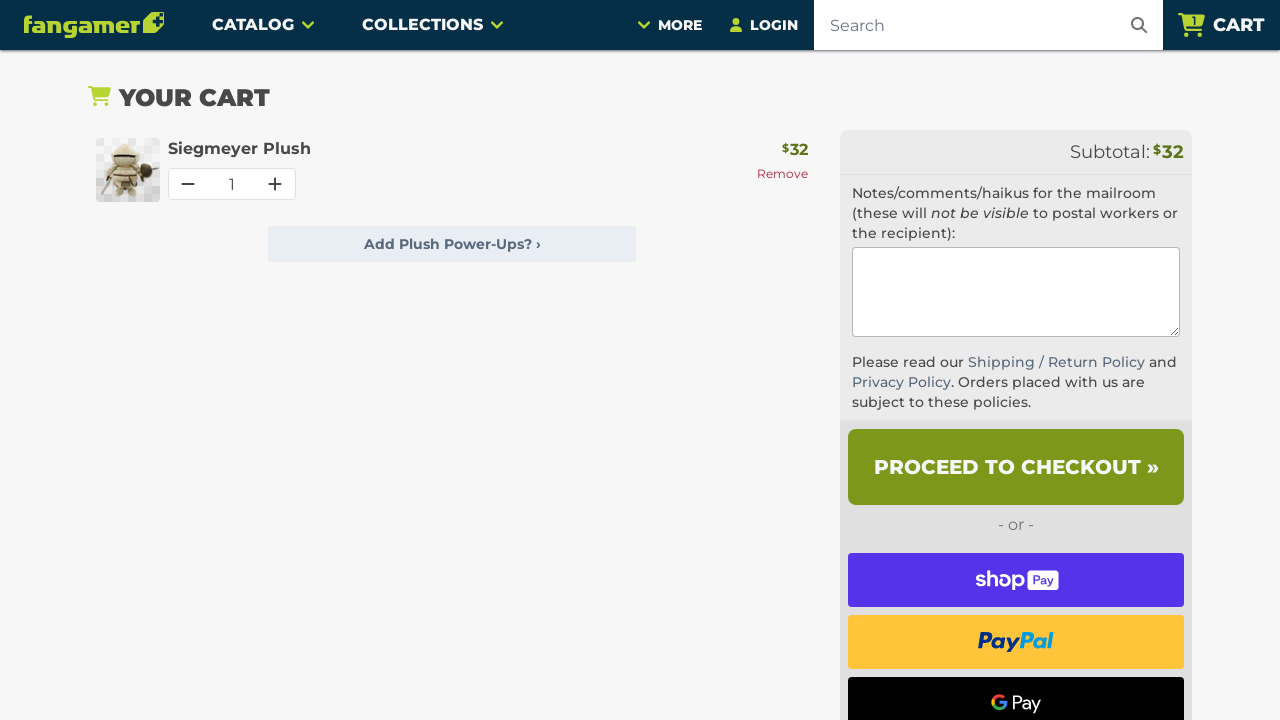 fangamer
CATALOG
COLLECTIONS
MORE
LOGIN
Search
1
CART
YOUR CART
Siegmeyer Plush
$32
1
Remove
Add Plush Power-Ups? ›
Subtotal: $32
Notes/comments/haikus for the mailroom
(these will not be visible to postal workers or
the recipient):
Please read our Shipping / Return Policy and
Privacy Policy. Orders placed with us are
subject to these policies.
PROCEED TO CHECKOUT »
- or -
shop Pay
PayPal
G Pay